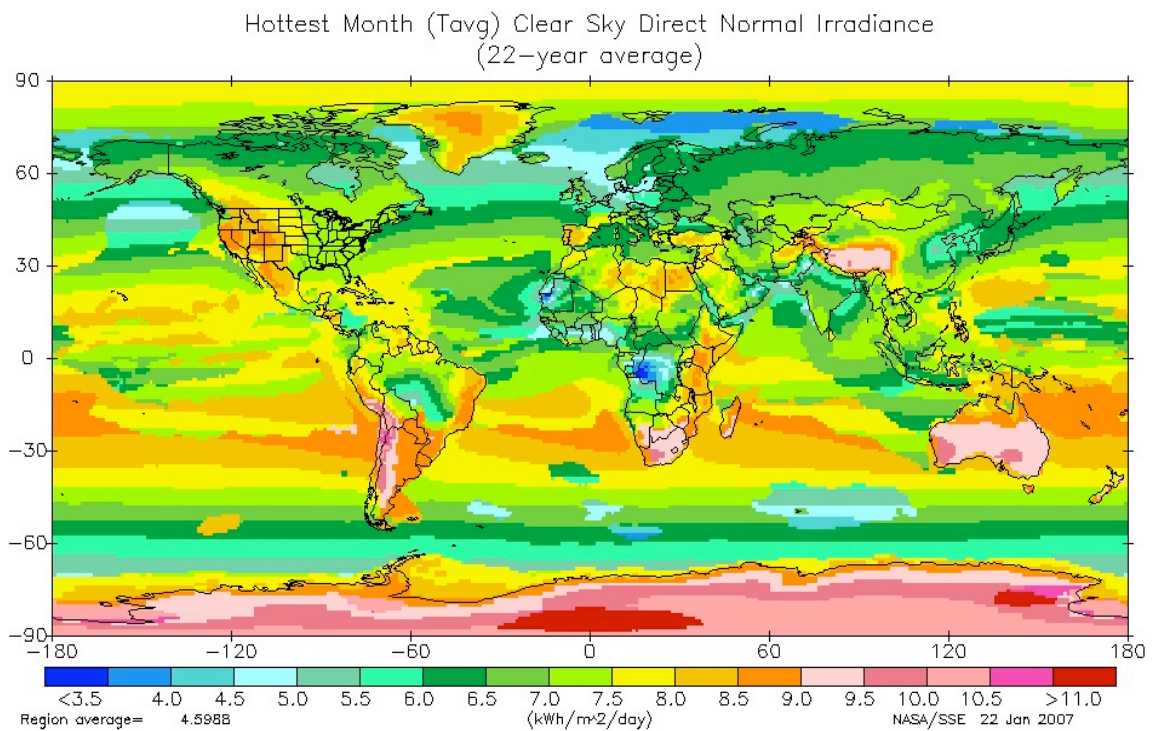 Hottest Month (Tavg) Clear Sky Direct Normal Irradiance
(22-year average)
90
60
30
0
-30
-60
-90
-180 -120 -60 0 60 120 180
<3.5 4.0 4.5 5.0 5.5 6.0 6.5 7.0 7.5 8.0 8.5 9.0 9.5 10.0 10.5 >11.0
Region average= 4.5988 (kWh/m^2/day) NASA/SSE 22 Jan 2007